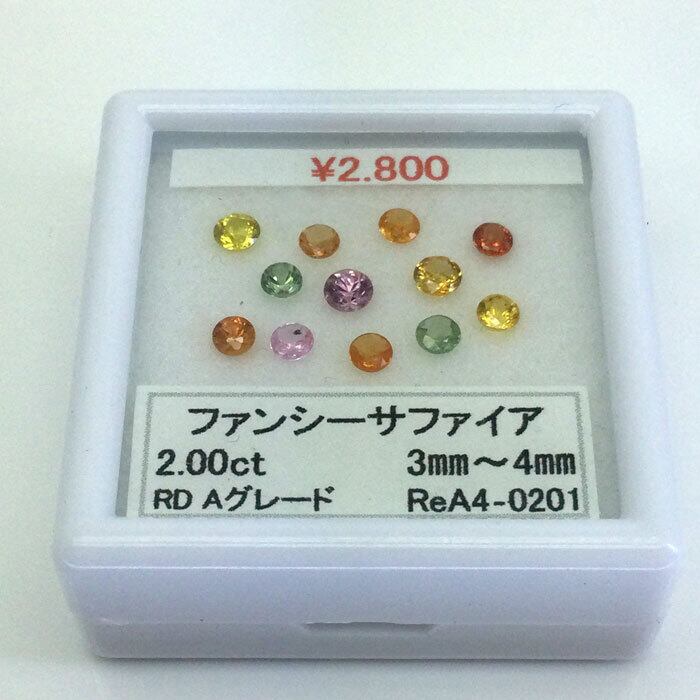 ¥2.800
ファンシーサファイア
2.00ct 3mm～4mm
RD Aグレード ReA4-0201